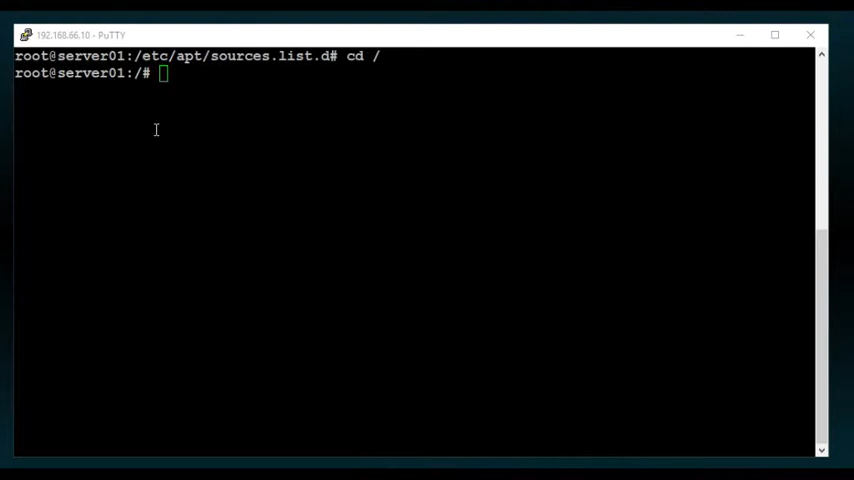 192.168.66.10 - PuTTY
root@server01:/etc/apt/sources.list.d# cd /
root@server01:/#